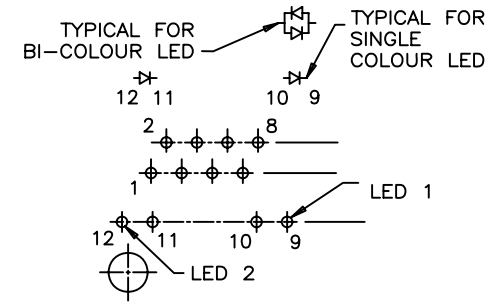 TYPICAL FOR
BI-COLOUR LED
TYPICAL FOR
SINGLE
COLOUR LED
12 11
10 9
2
8
1
LED 1
12
11
10
9
LED 2